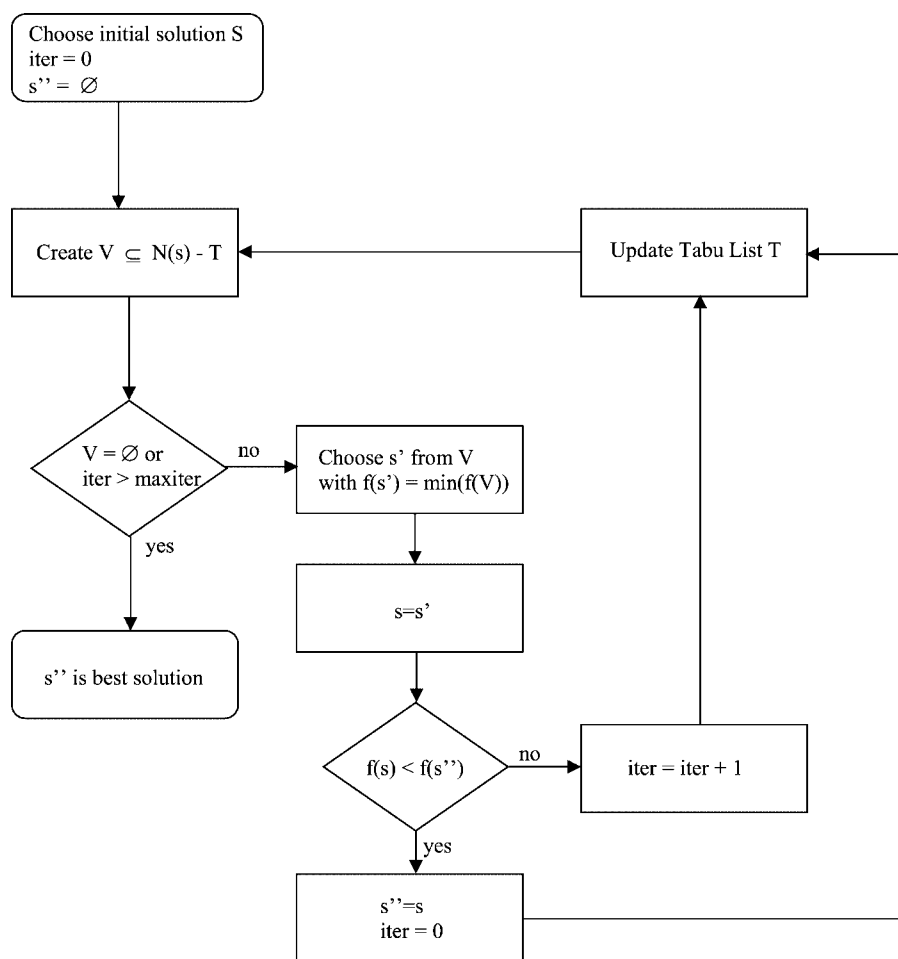 Choose initial solution S
iter = 0
s’’ = ∅
Create V ⊆ N(s) - T
Update Tabu List T
V = ∅ or
iter > maxiter
no
Choose s’ from V
with f(s’) = min(f(V))
yes
s=s’
s’’ is best solution
f(s) < f(s’’)
no
iter = iter + 1
yes
s’’=s
iter = 0